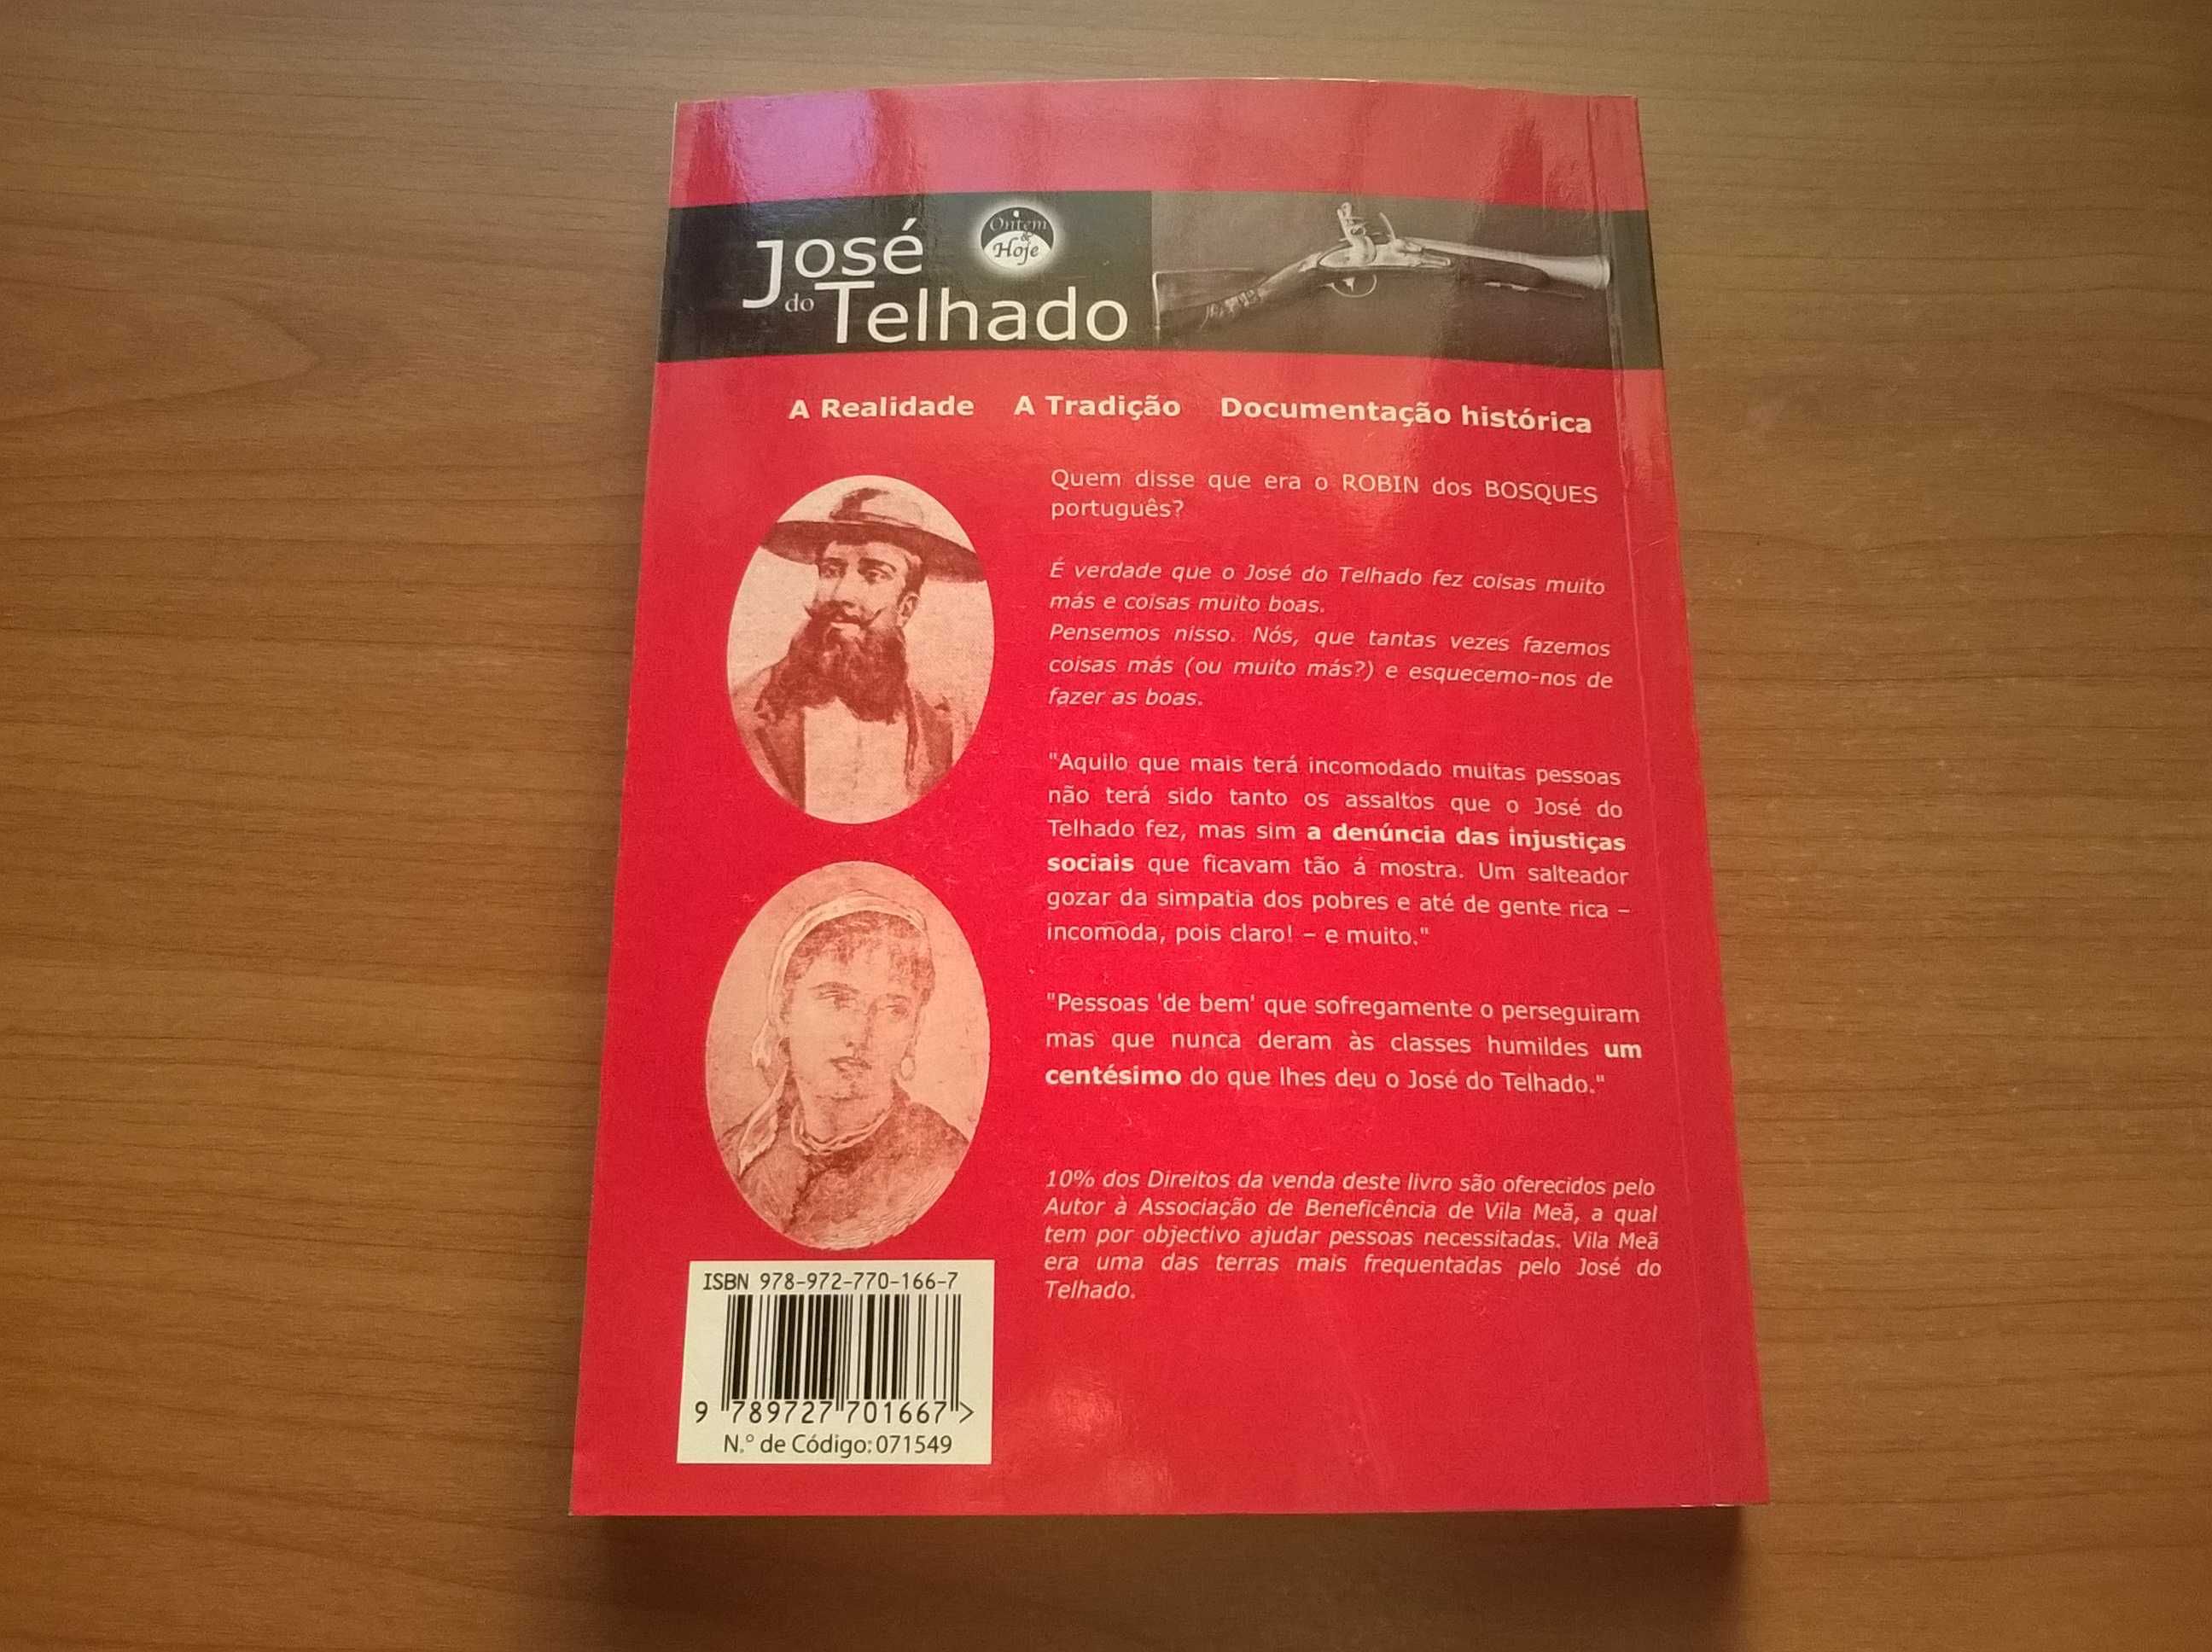 José
do Telhado
Ontem
&
Hoje
A Realidade A Tradição Documentação histórica
Quem disse que era o ROBIN dos BOSQUES
português?
É verdade que o José do Telhado fez coisas muito
más e coisas muito boas.
Pensemos nisso. Nós, que tantas vezes fazemos
coisas más (ou muito más?) e esquecemo-nos de
fazer as boas.
"Aquilo que mais terá incomodado muitas pessoas
não terá sido tanto os assaltos que o José do
Telhado fez, mas sim a denúncia das injustiças
sociais que ficavam tão á mostra. Um salteador
gozar da simpatia dos pobres e até de gente rica –
incomoda, pois claro! – e muito."
"Pessoas 'de bem' que sofregamente o perseguiram
mas que nunca deram às classes humildes um
centésimo do que lhes deu o José do Telhado."
10% dos Direitos da venda deste livro são oferecidos pelo
Autor à Associação de Beneficência de Vila Meã, a qual
tem por objectivo ajudar pessoas necessitadas. Vila Meã
era uma das terras mais frequentadas pelo José do
Telhado.
ISBN 978-972-770-166-7
9 789727 701667 >
N.º de Código: 071549